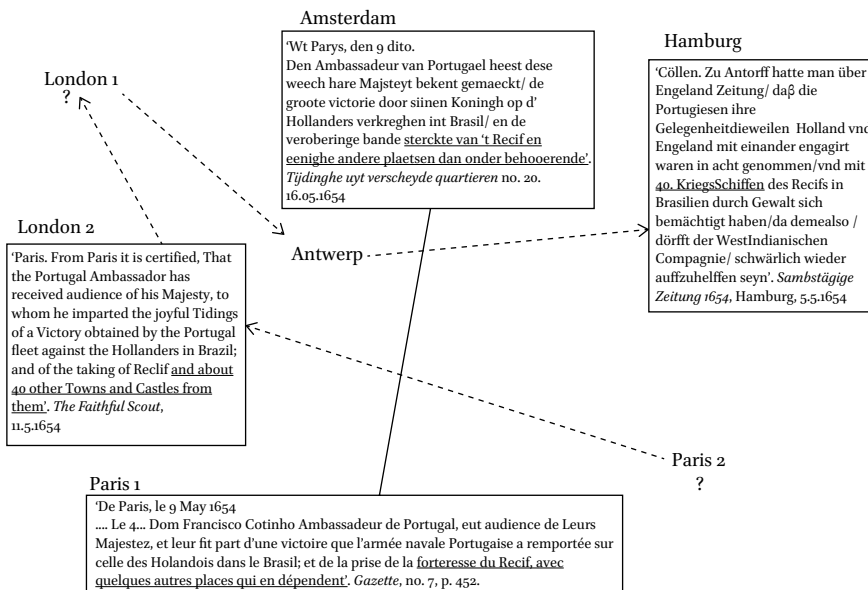 Amsterdam
'Wt Parys, den 9 dito.
Den Ambassadeur van Portugael heest dese
weech hare Majsteyt bekent gemaeckt/ de
groote victorie door siinen Koningh op d'
Hollanders verkreghen int Brasil/ en de
veroberinge bande sterckte van 't Recif en
eenighe andere plaetsen dan onder behooerende'.
Tijdinghe uyt verscheyde quartieren no. 20.
16.05.1654
Hamburg
'Cöllen. Zu Antorff hatte man über
Engeland Zeitung/ daβ die
Portugiesen ihre
Gelegenheitdieweilen Holland vnd
Engeland mit einander engagirt
waren in acht genommen/vnd mit
40. KriegsSchiffen des Recifs in
Brasilien durch Gewalt sich
bemächtigt haben/da demealso /
dörfft der WestIndianischen
Compagnie/ schwärlich wieder
auffzuhelffen seyn'. Sambstägige
Zeitung 1654, Hamburg, 5.5.1654
London 1
?
Antwerp
London 2
'Paris. From Paris it is certified, That
the Portugal Ambassador has
received audience of his Majesty, to
whom he imparted the joyful Tidings
of a Victory obtained by the Portugal
fleet against the Hollanders in Brazil;
and of the taking of Reclif and about
40 other Towns and Castles from
them'. The Faithful Scout,
11.5.1654
Paris 2
?
Paris 1
'De Paris, le 9 May 1654
.... Le 4... Dom Francisco Cotinho Ambassadeur de Portugal, eut audience de Leurs
Majestez, et leur fit part d'une victoire que l'armée navale Portugaise a remportée sur
celle des Holandois dans le Brasil; et de la prise de la forteresse du Recif, avec
quelques autres places qui en dépendent'. Gazette, no. 7, p. 452.